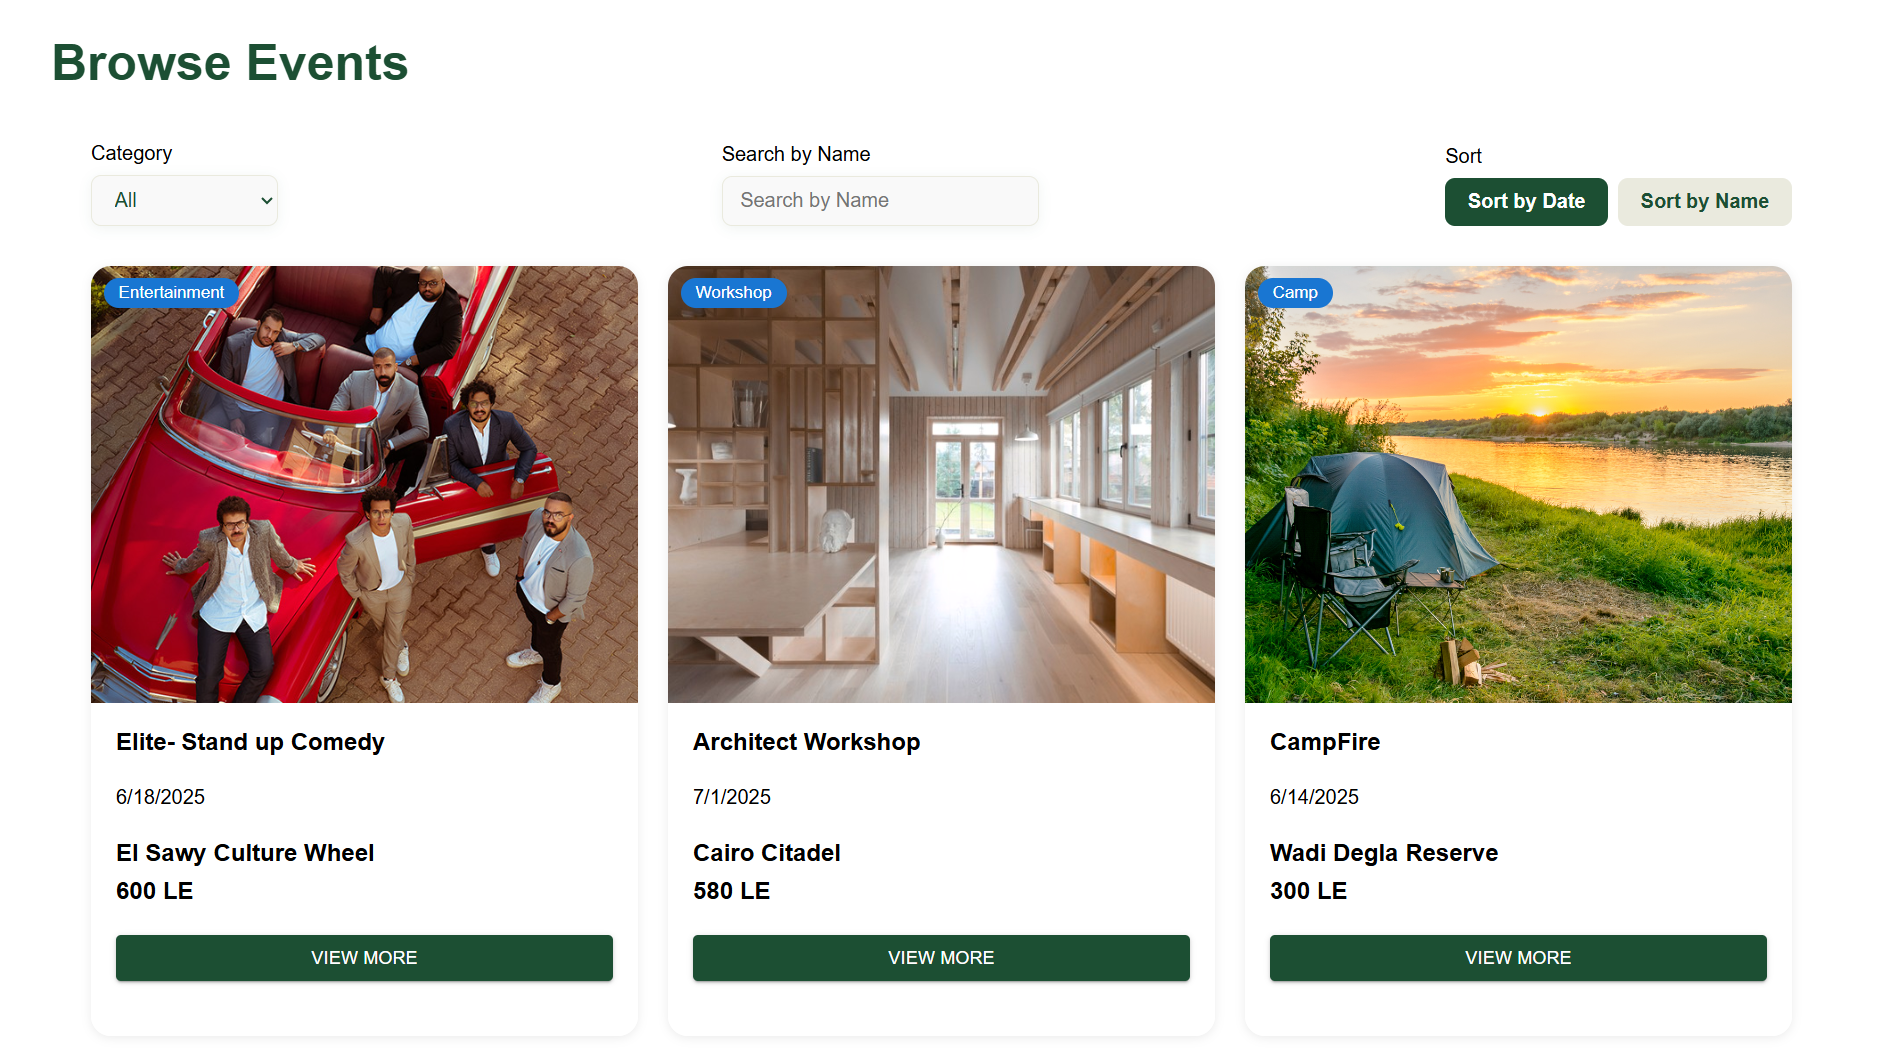 Browse Events
Category
All
Search by Name
Search by Name
Sort
Sort by Date
Sort by Name
Entertainment
Elite- Stand up Comedy
6/18/2025
El Sawy Culture Wheel
600 LE
VIEW MORE
Workshop
Architect Workshop
7/1/2025
Cairo Citadel
580 LE
VIEW MORE
Camp
CampFire
6/14/2025
Wadi Degla Reserve
300 LE
VIEW MORE